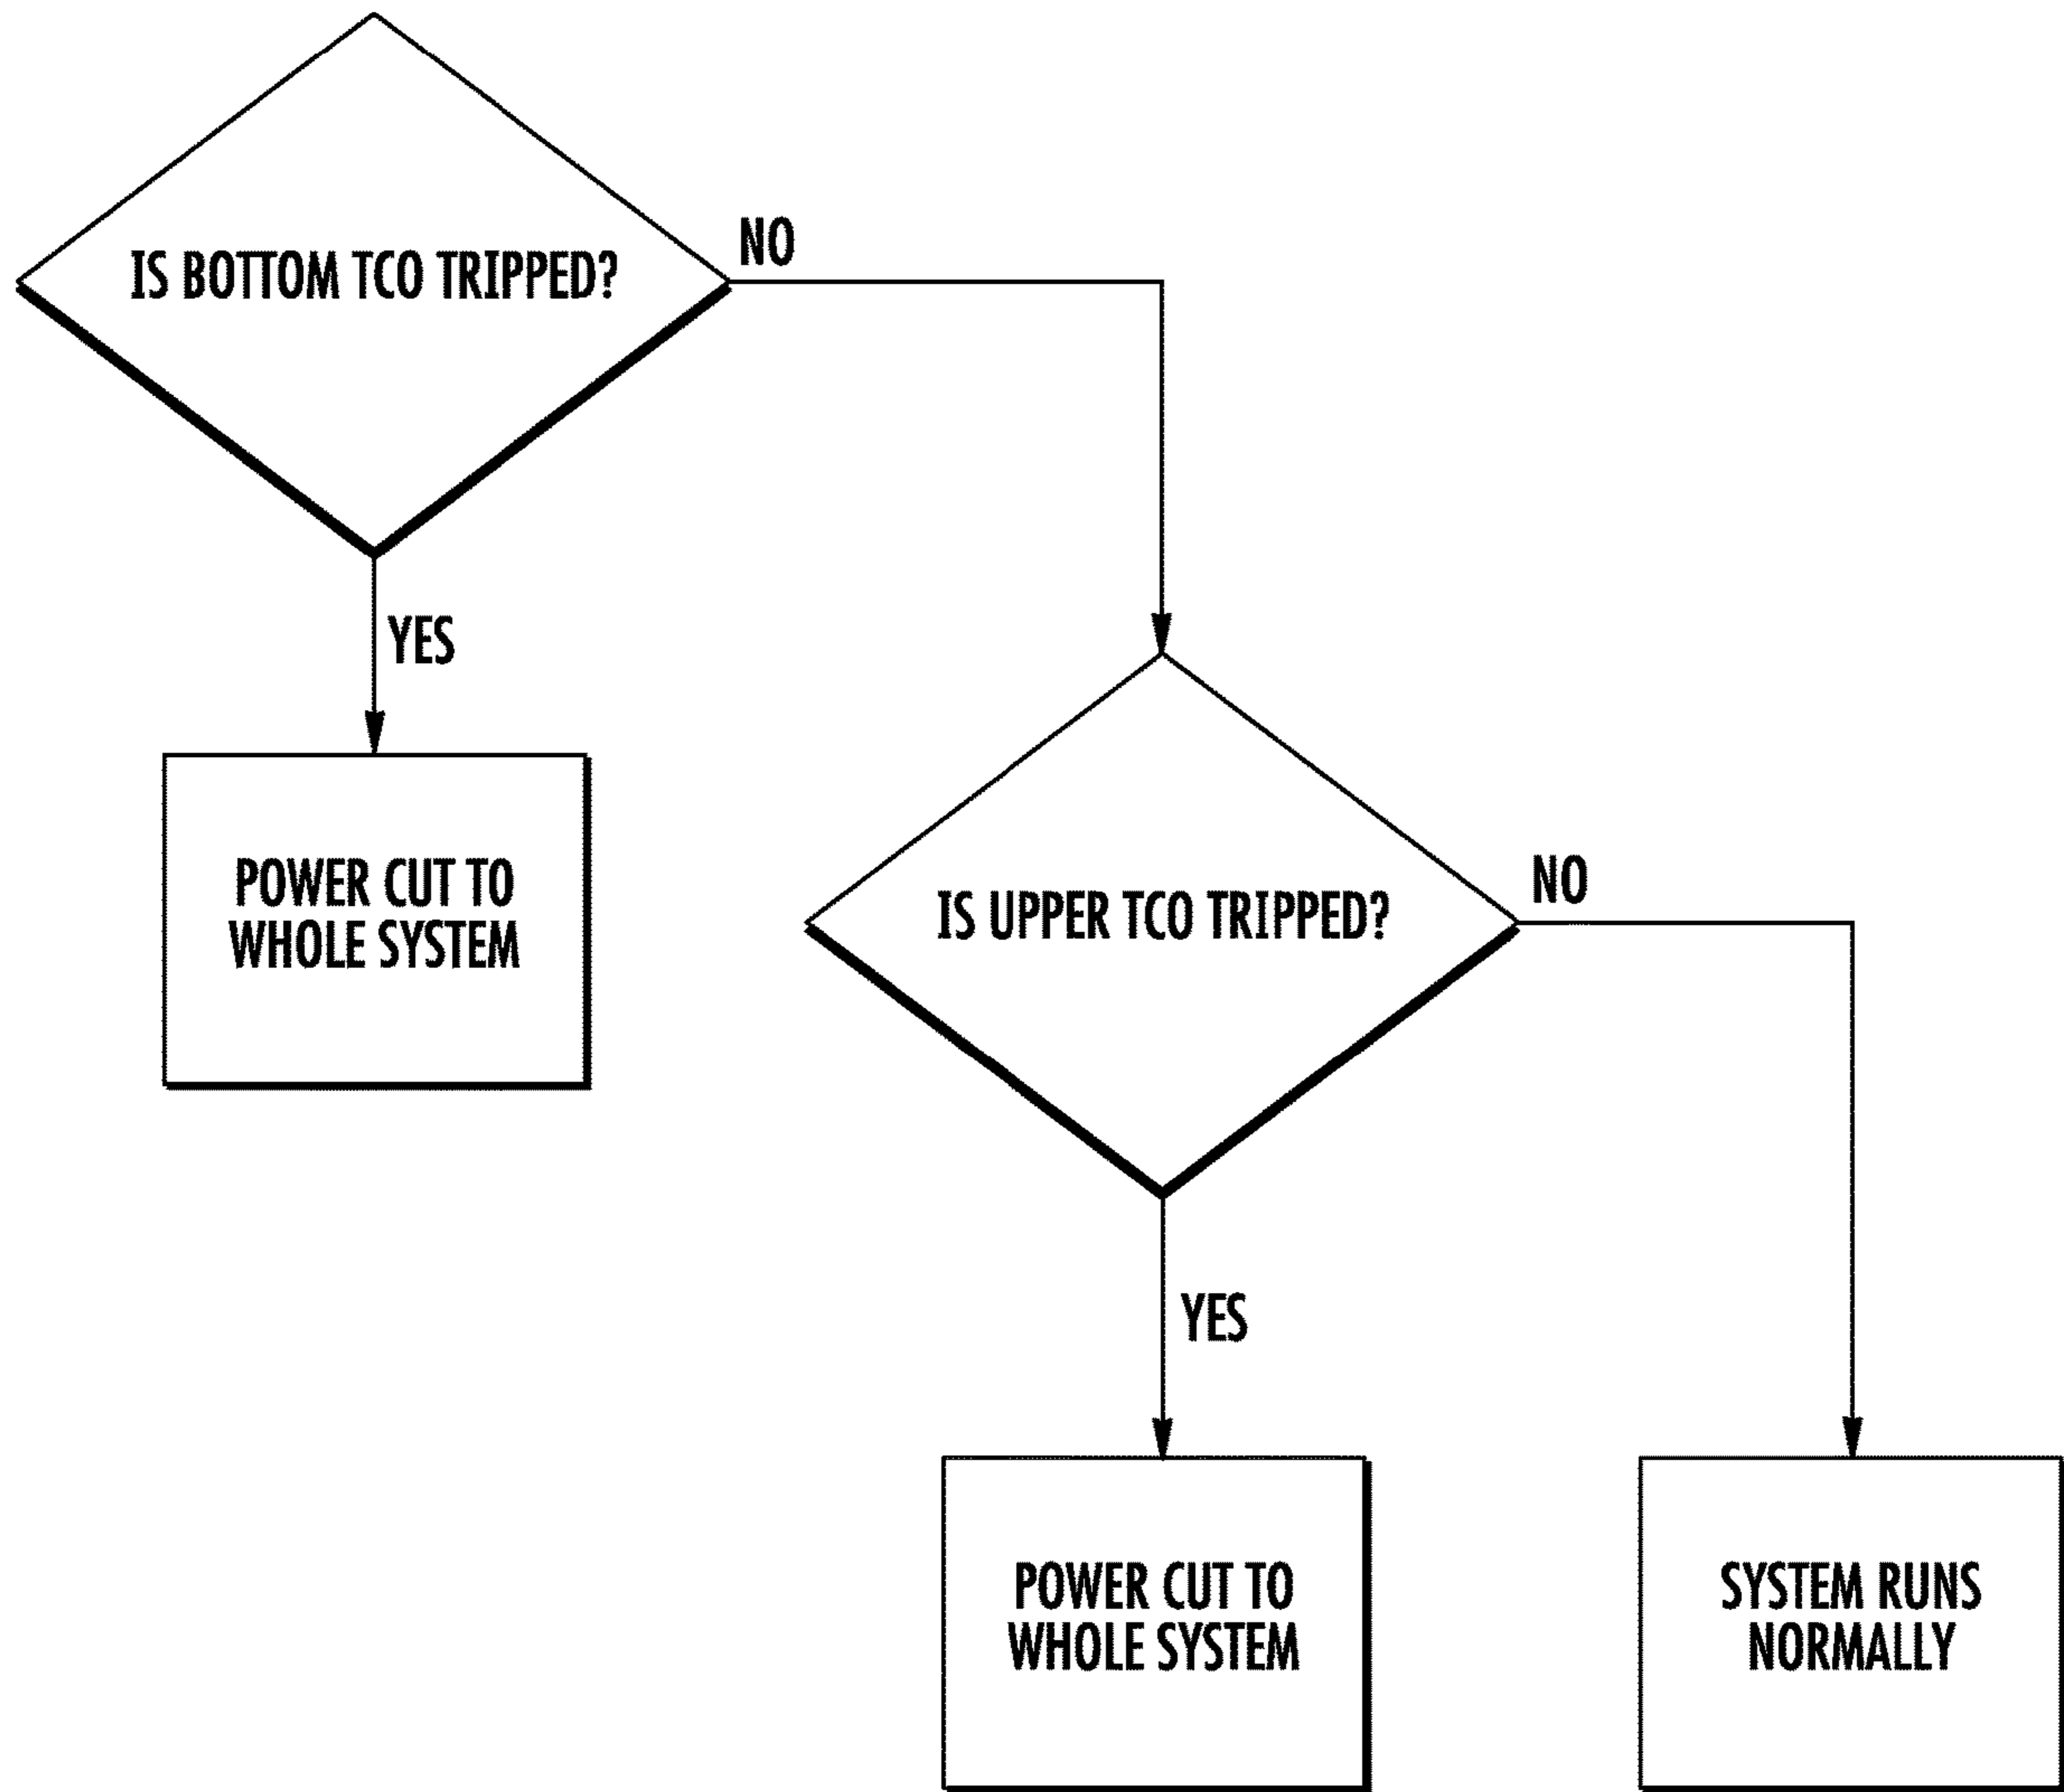 IS BOTTOM TCO TRIPPED?
NO
YES
POWER CUT TO
WHOLE SYSTEM
IS UPPER TCO TRIPPED?
NO
YES
POWER CUT TO
WHOLE SYSTEM
SYSTEM RUNS
NORMALLY